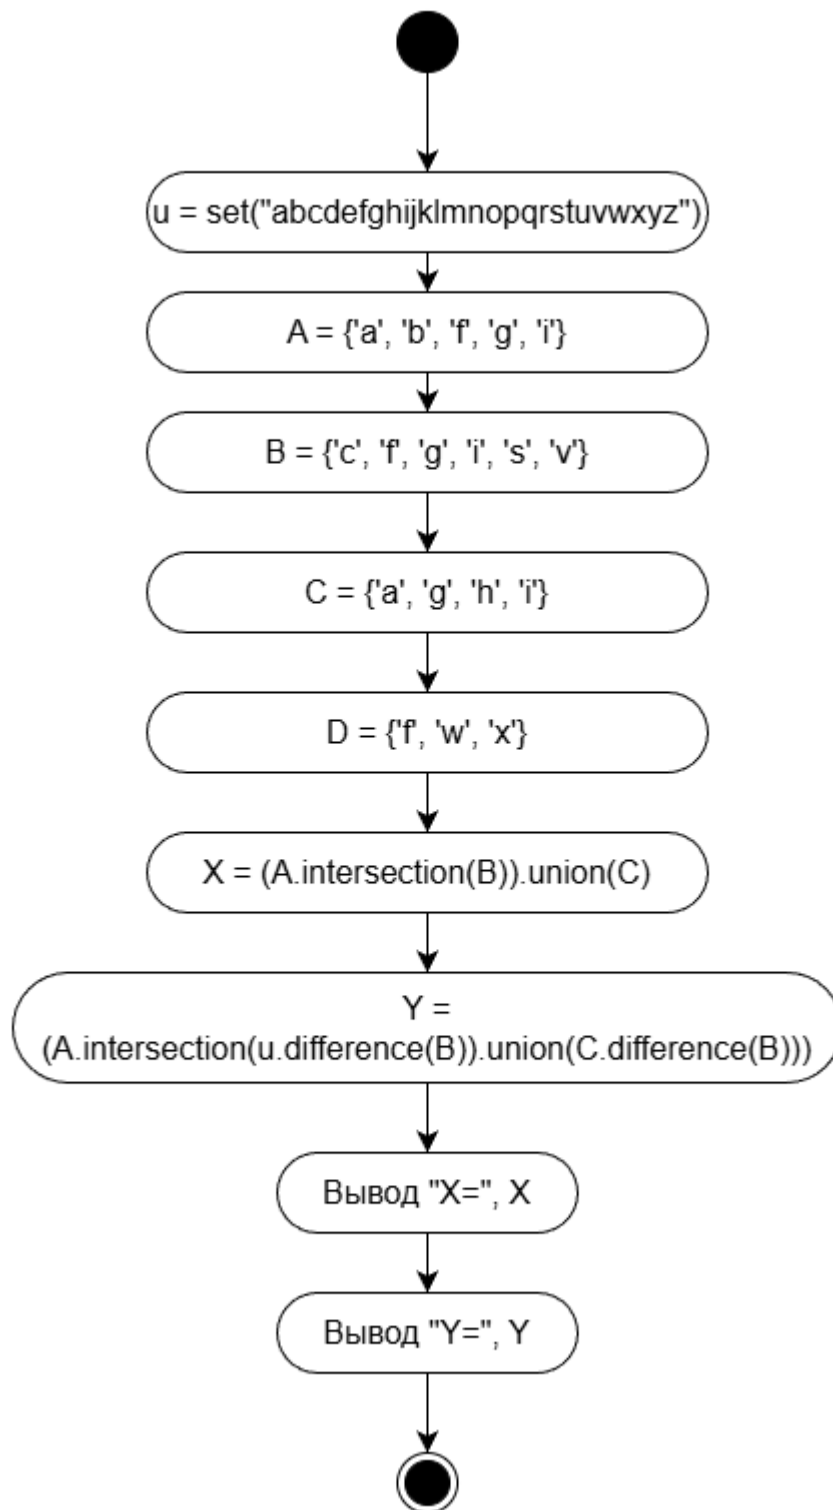 u = set("abcdefghijklmnopqrstuvwxyz")
A = {'a', 'b', 'f', 'g', 'i'}
B = {'c', 'f', 'g', 'i', 's', 'v'}
C = {'a', 'g', 'h', 'i'}
D = {'f', 'w', 'x'}
X = (A.intersection(B)).union(C)
Y =
(A.intersection(u.difference(B)).union(C.difference(B)))
Вывод "X=", X
Вывод "Y=", Y